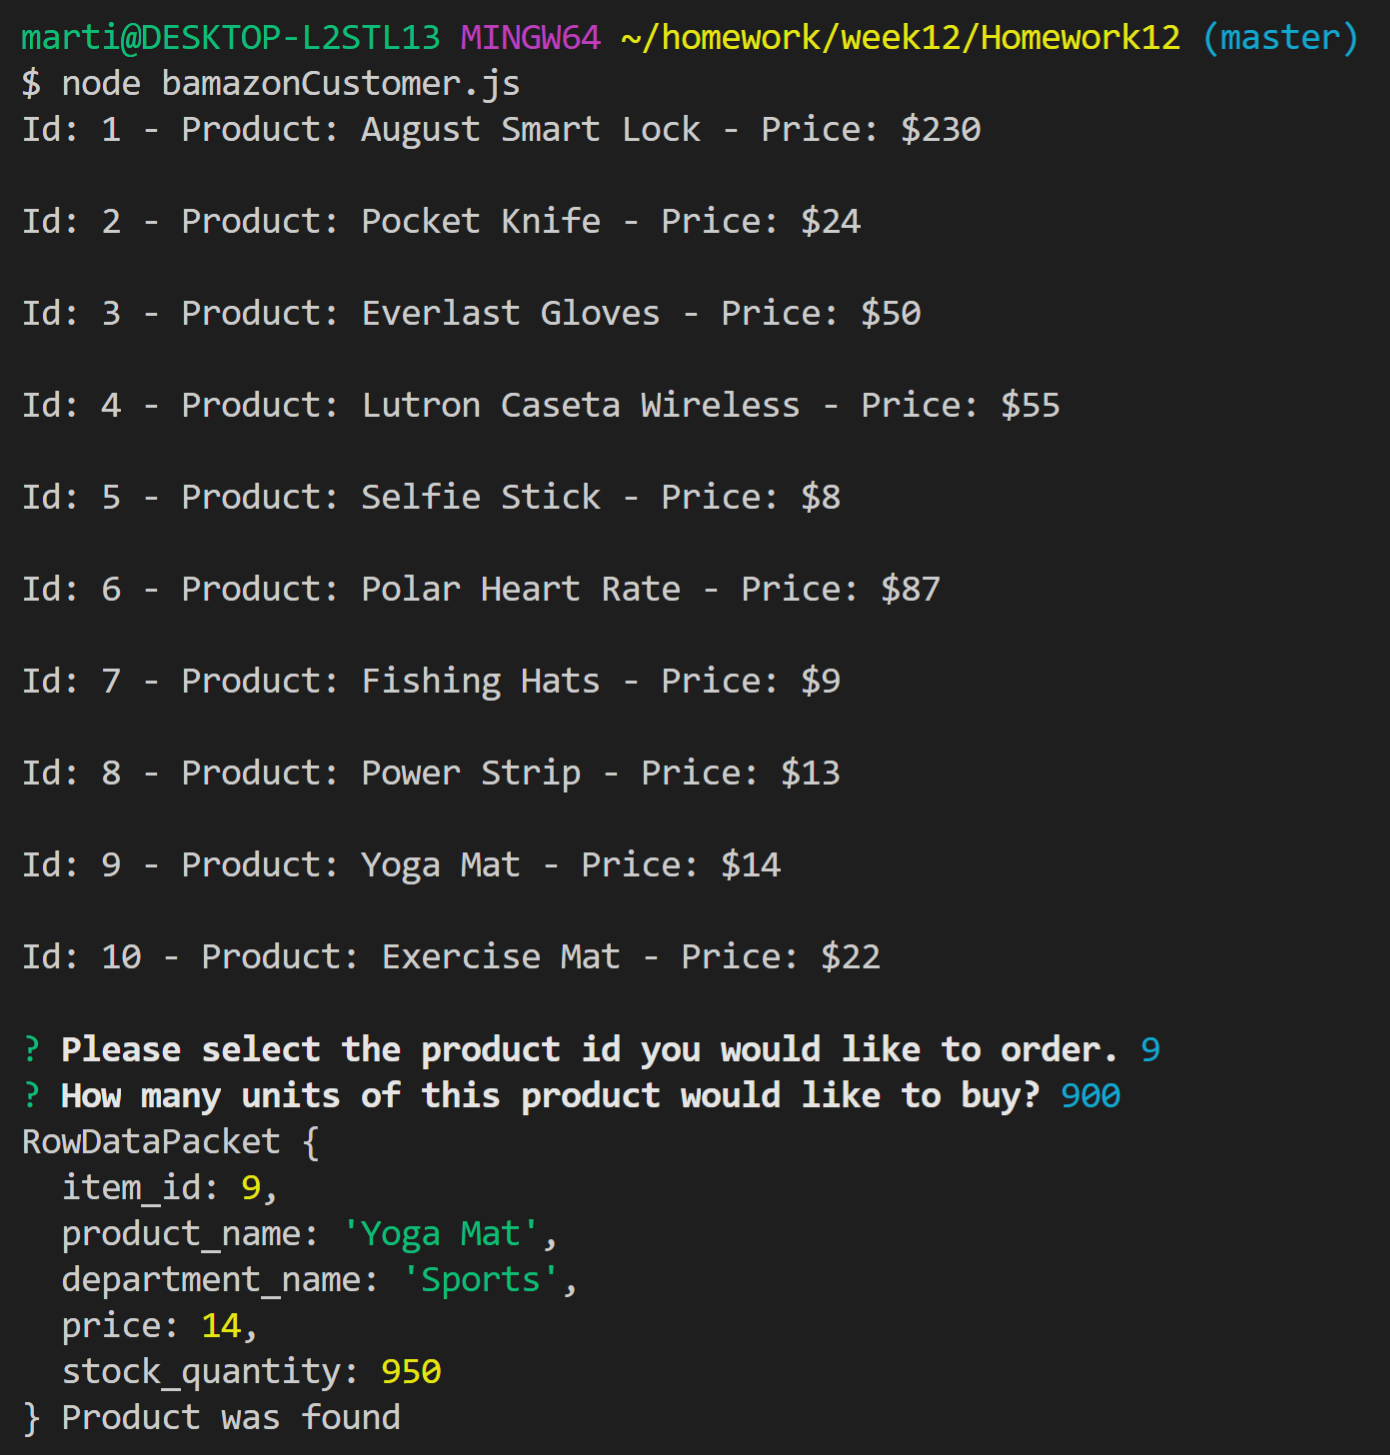 marti@DESKTOP-L2STL13 MINGW64 ~/homework/week12/Homework12 (master)
$ node bamazonCustomer.js
Id: 1 - Product: August Smart Lock - Price: $230
Id: 2 - Product: Pocket Knife - Price: $24
Id: 3 - Product: Everlast Gloves - Price: $50
Id: 4 - Product: Lutron Caseta Wireless - Price: $55
Id: 5 - Product: Selfie Stick - Price: $8
Id: 6 - Product: Polar Heart Rate - Price: $87
Id: 7 - Product: Fishing Hats - Price: $9
Id: 8 - Product: Power Strip - Price: $13
Id: 9 - Product: Yoga Mat - Price: $14
Id: 10 - Product: Exercise Mat - Price: $22
? Please select the product id you would like to order. 9
? How many units of this product would like to buy? 900
RowDataPacket {
  item_id: 9,
  product_name: 'Yoga Mat',
  department_name: 'Sports',
  price: 14,
  stock_quantity: 950
} Product was found